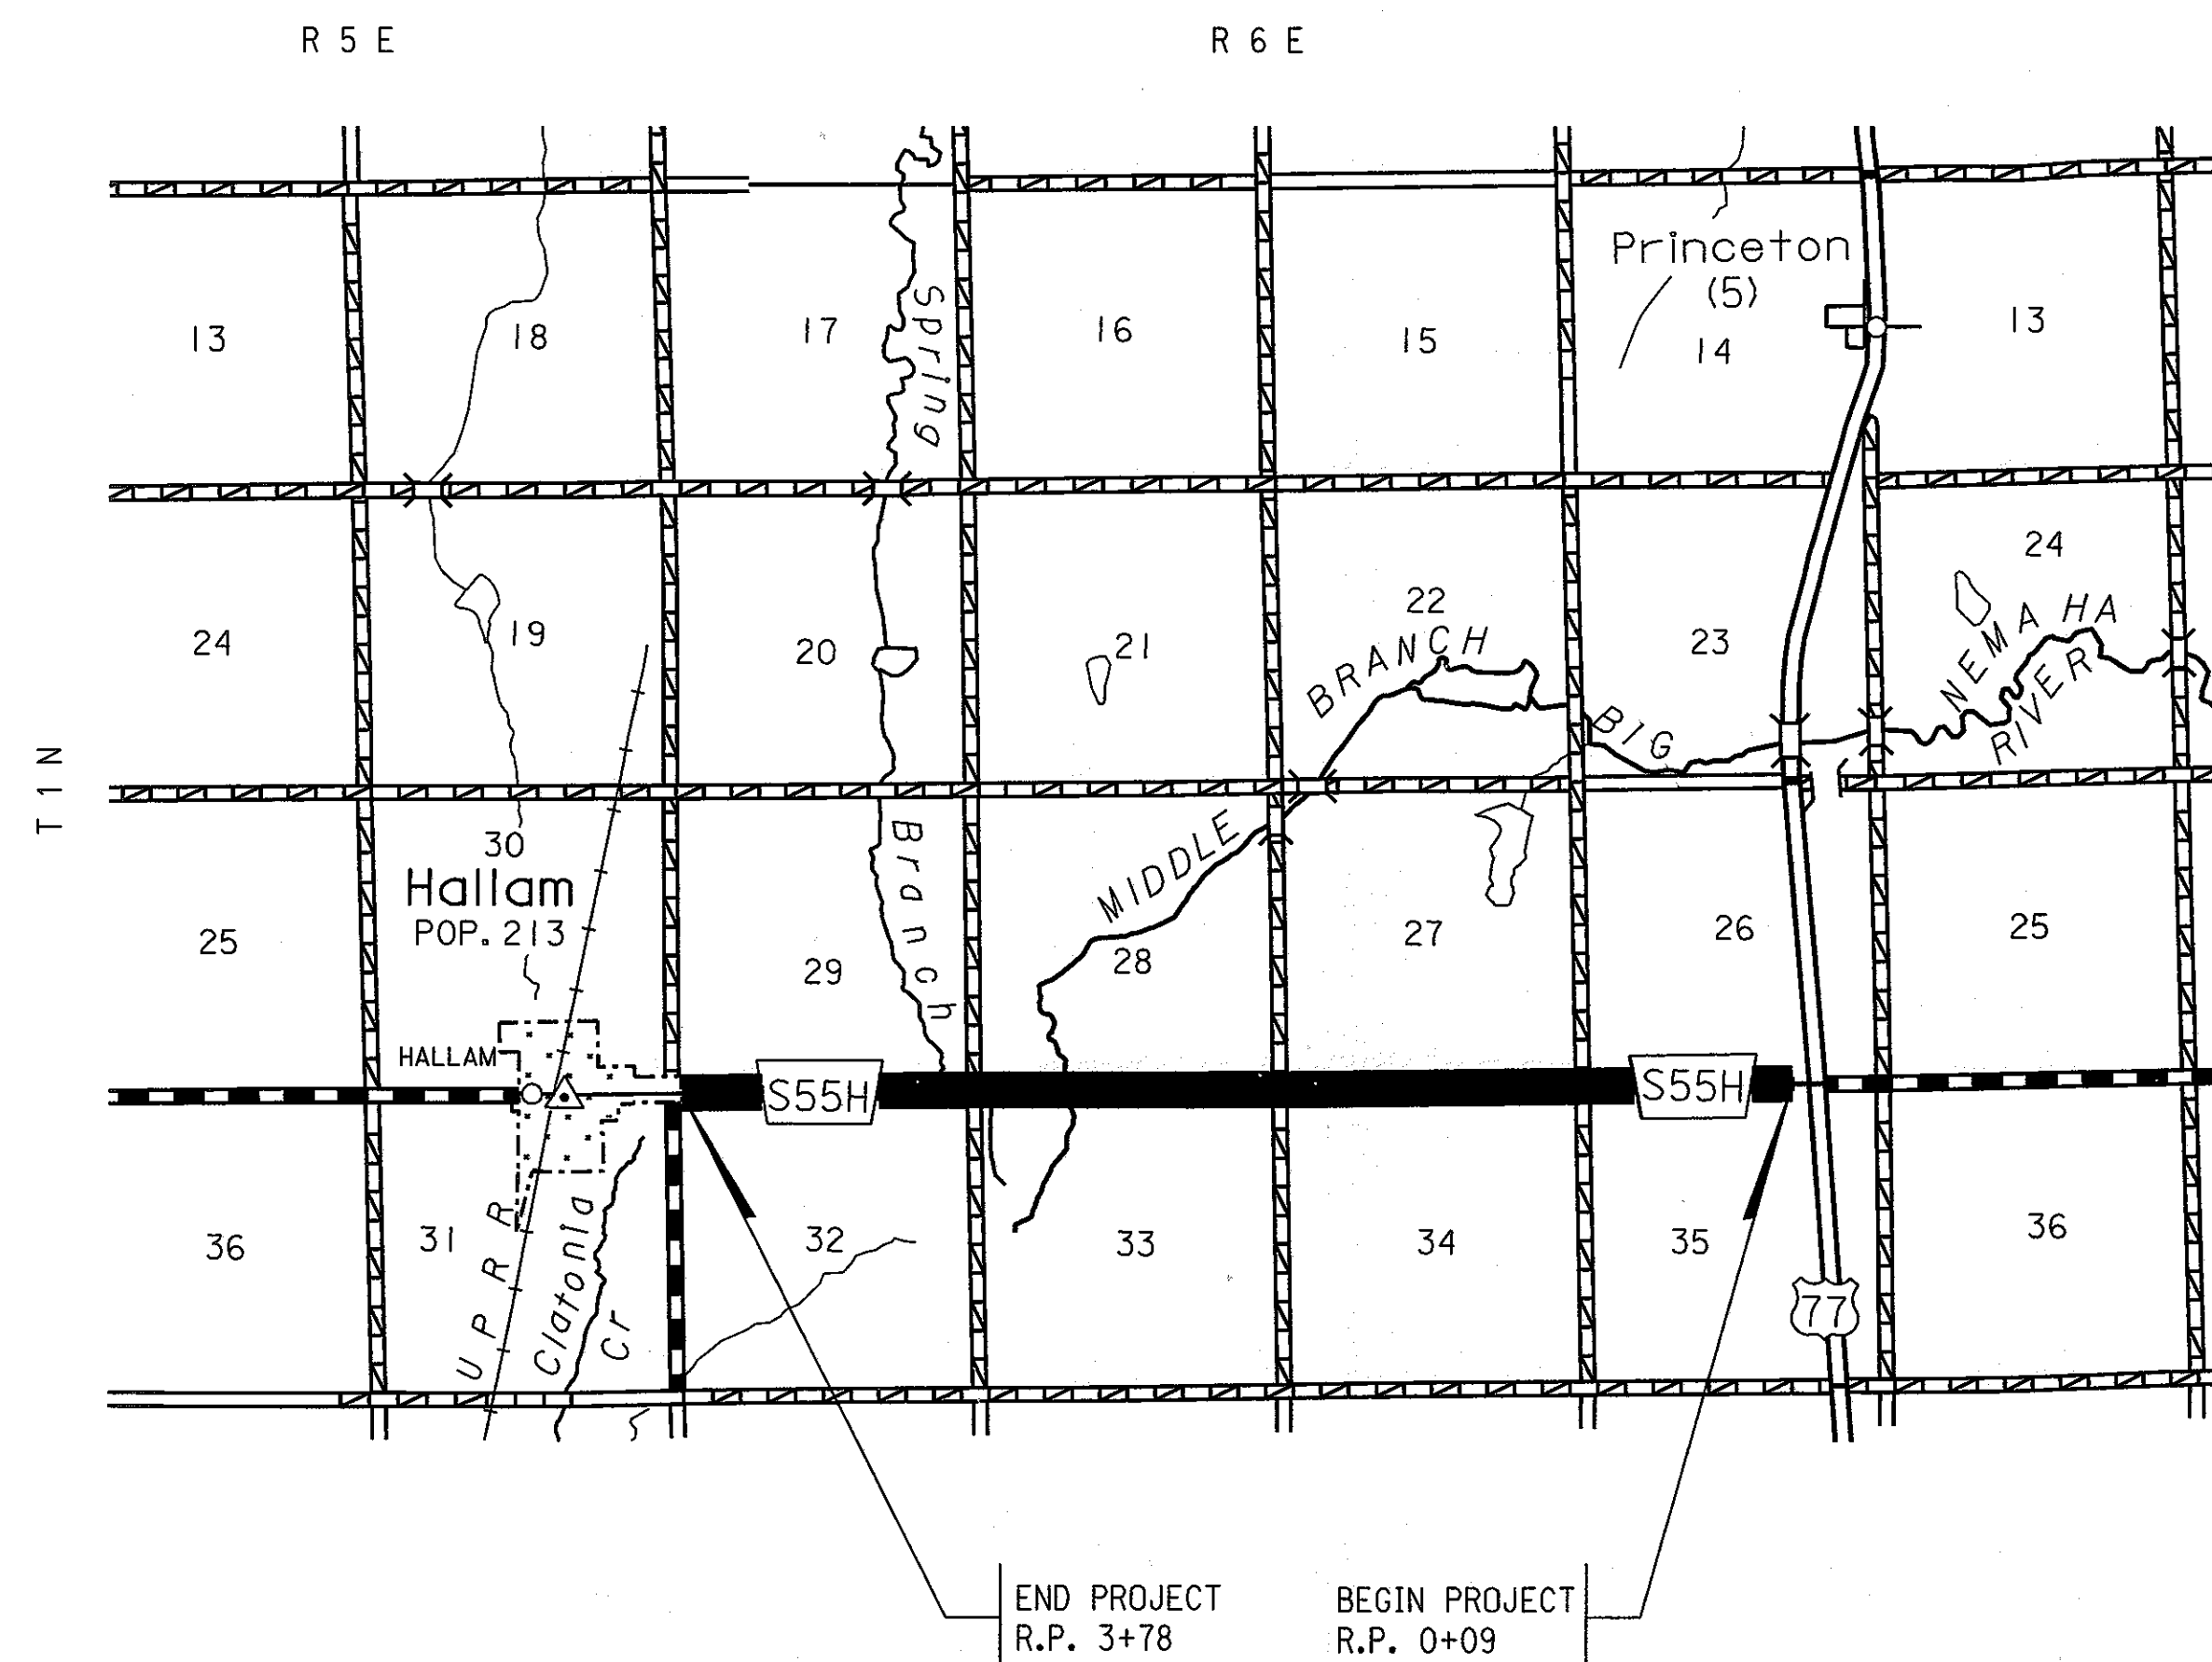 R 5 E
R 6 E
Princeton
(5)
13
18
17
16
15
14
13
Spring
24
19
20
21
22
23
24
BRANCH
BIG
NEMAHA
RIVER
T 1 N
30
Hallam
POP. 213
25
29
Branch
MIDDLE
28
27
26
25
HALLAM
S55H
S55H
36
31
32
33
34
35
36
U P R R
Clatonia
Cr
77
END PROJECT
R.P. 3+78
BEGIN PROJECT
R.P. 0+09